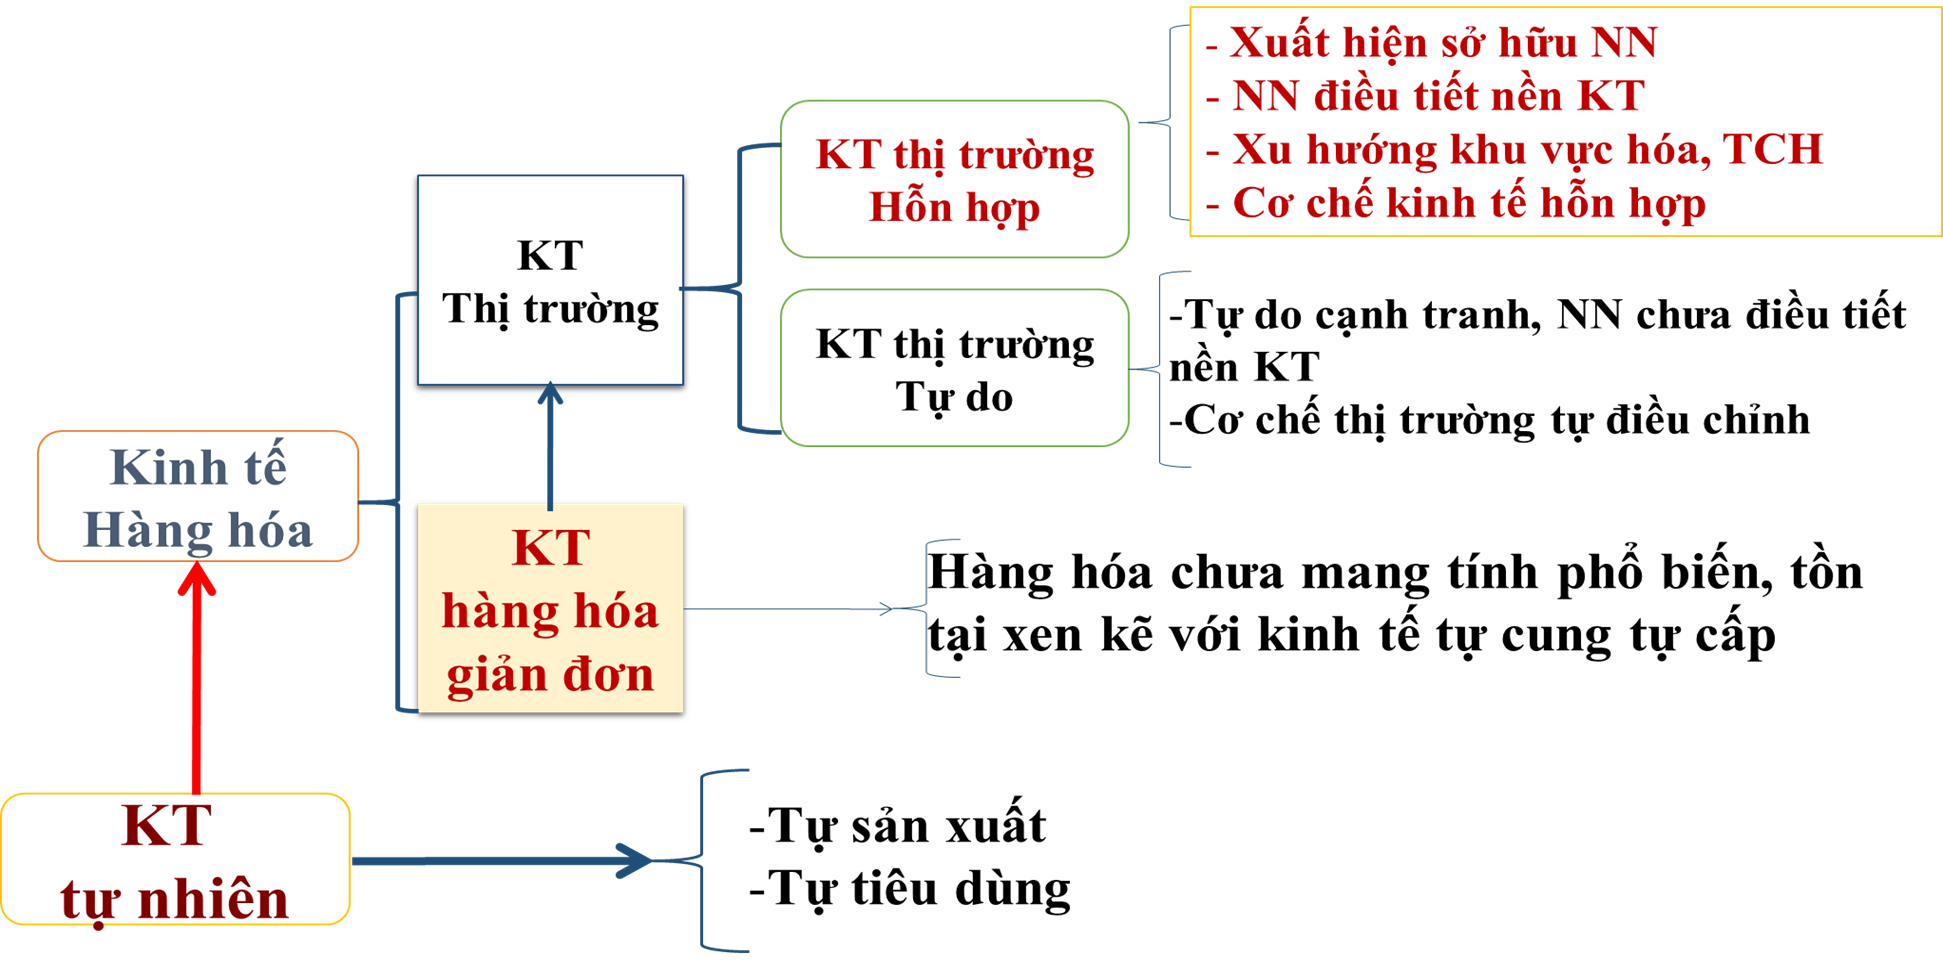 - Xuất hiện sở hữu NN
- NN điều tiết nền KT
- Xu hướng khu vực hóa, TCH
- Cơ chế kinh tế hỗn hợp
KT thị trường
Hỗn hợp
KT
Thị trường
KT thị trường
Tự do
-Tự do cạnh tranh, NN chưa điều tiết
nền KT
-Cơ chế thị trường tự điều chỉnh
Kinh tế
Hàng hóa
KT
hàng hóa
giản đơn
Hàng hóa chưa mang tính phổ biến, tồn
tại xen kẽ với kinh tế tự cung tự cấp
KT
tự nhiên
-Tự sản xuất
-Tự tiêu dùng